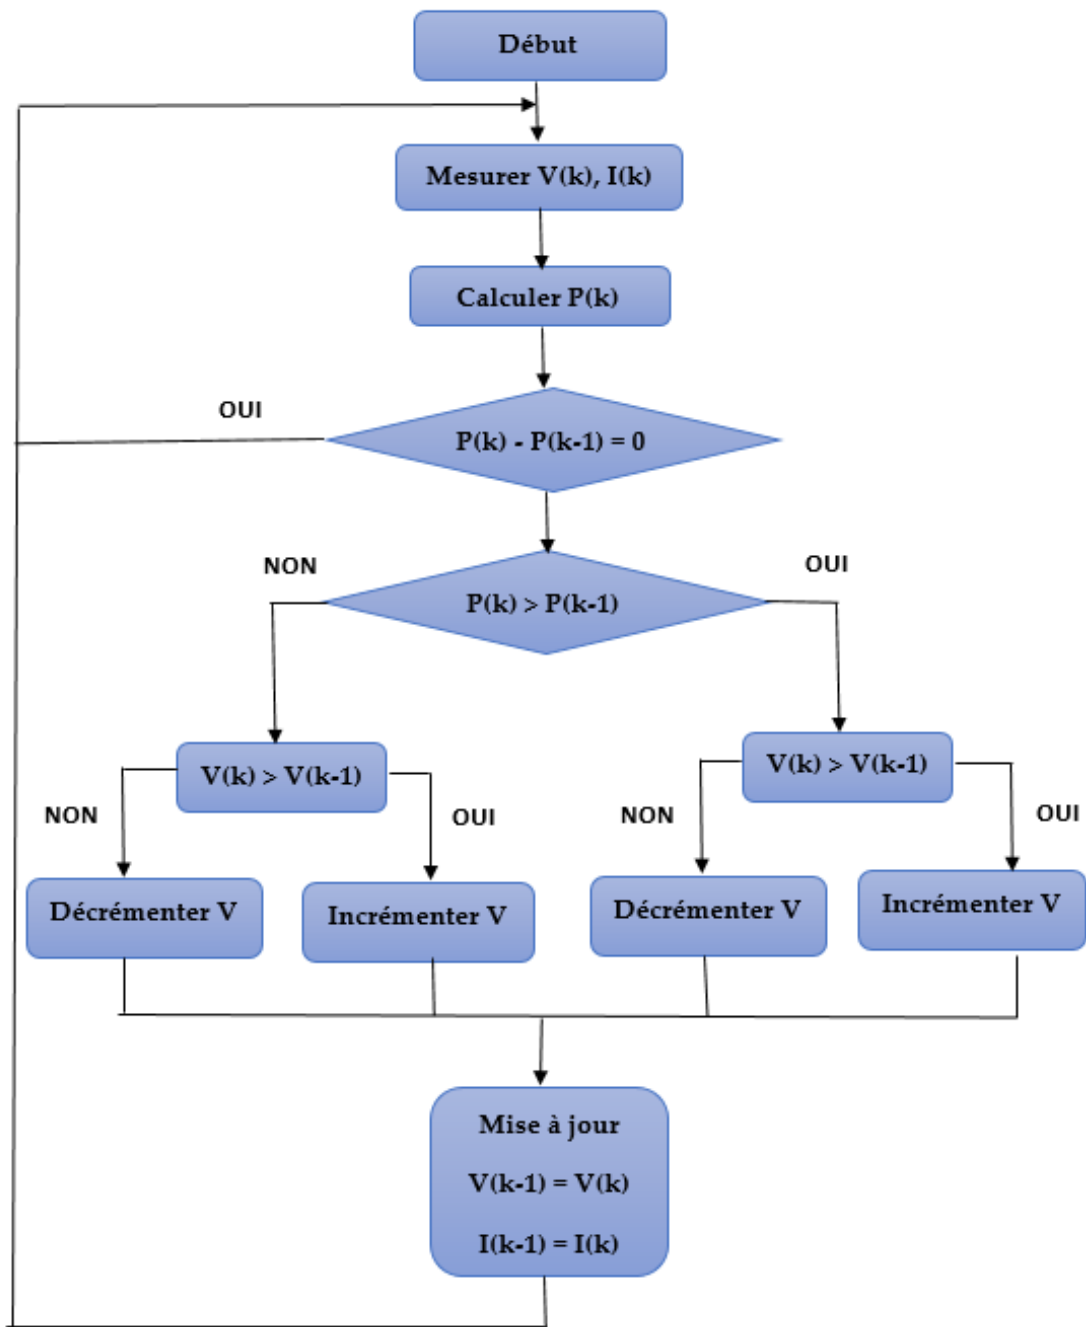 Début
Mesurer V(k), I(k)
Calculer P(k)
OUI
P(k) - P(k-1) = 0
NON
OUI
P(k) > P(k-1)
V(k) > V(k-1)
V(k) > V(k-1)
NON
OUI
NON
OUI
Décrémenter V
Incrémenter V
Décrémenter V
Incrémenter V
Mise à jour
V(k-1) = V(k)
I(k-1) = I(k)